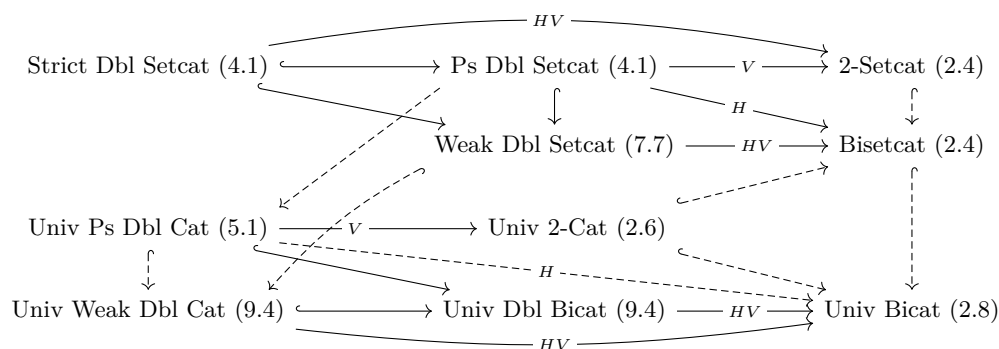 HV
Strict Dbl Setcat (4.1) Ps Dbl Setcat (4.1) V 2-Setcat (2.4)
H
Weak Dbl Setcat (7.7) HV Bisetcat (2.4)
Univ Ps Dbl Cat (5.1) V Univ 2-Cat (2.6)
H
Univ Weak Dbl Cat (9.4) Univ Dbl Bicat (9.4) HV Univ Bicat (2.8)
HV